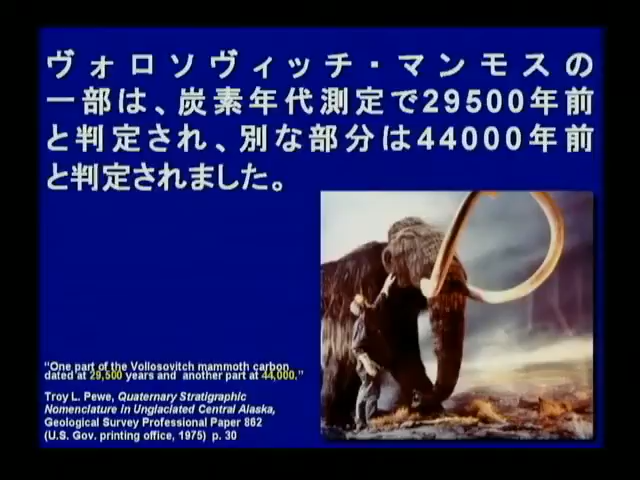 ヴォロソヴィッチ・マンモスの
一部は、炭素年代測定で29500年前
と判定され、別な部分は44000年前
と判定されました。
“One part of the Vollosovitch mammoth carbon
dated at 29,500 years and another part at 44,000.”
Troy L. Pewe, Quaternary Stratigraphic
Nomenclature in Unglaciated Central Alaska,
Geological Survey Professional Paper 862
(U.S. Gov. printing office, 1975) p. 30